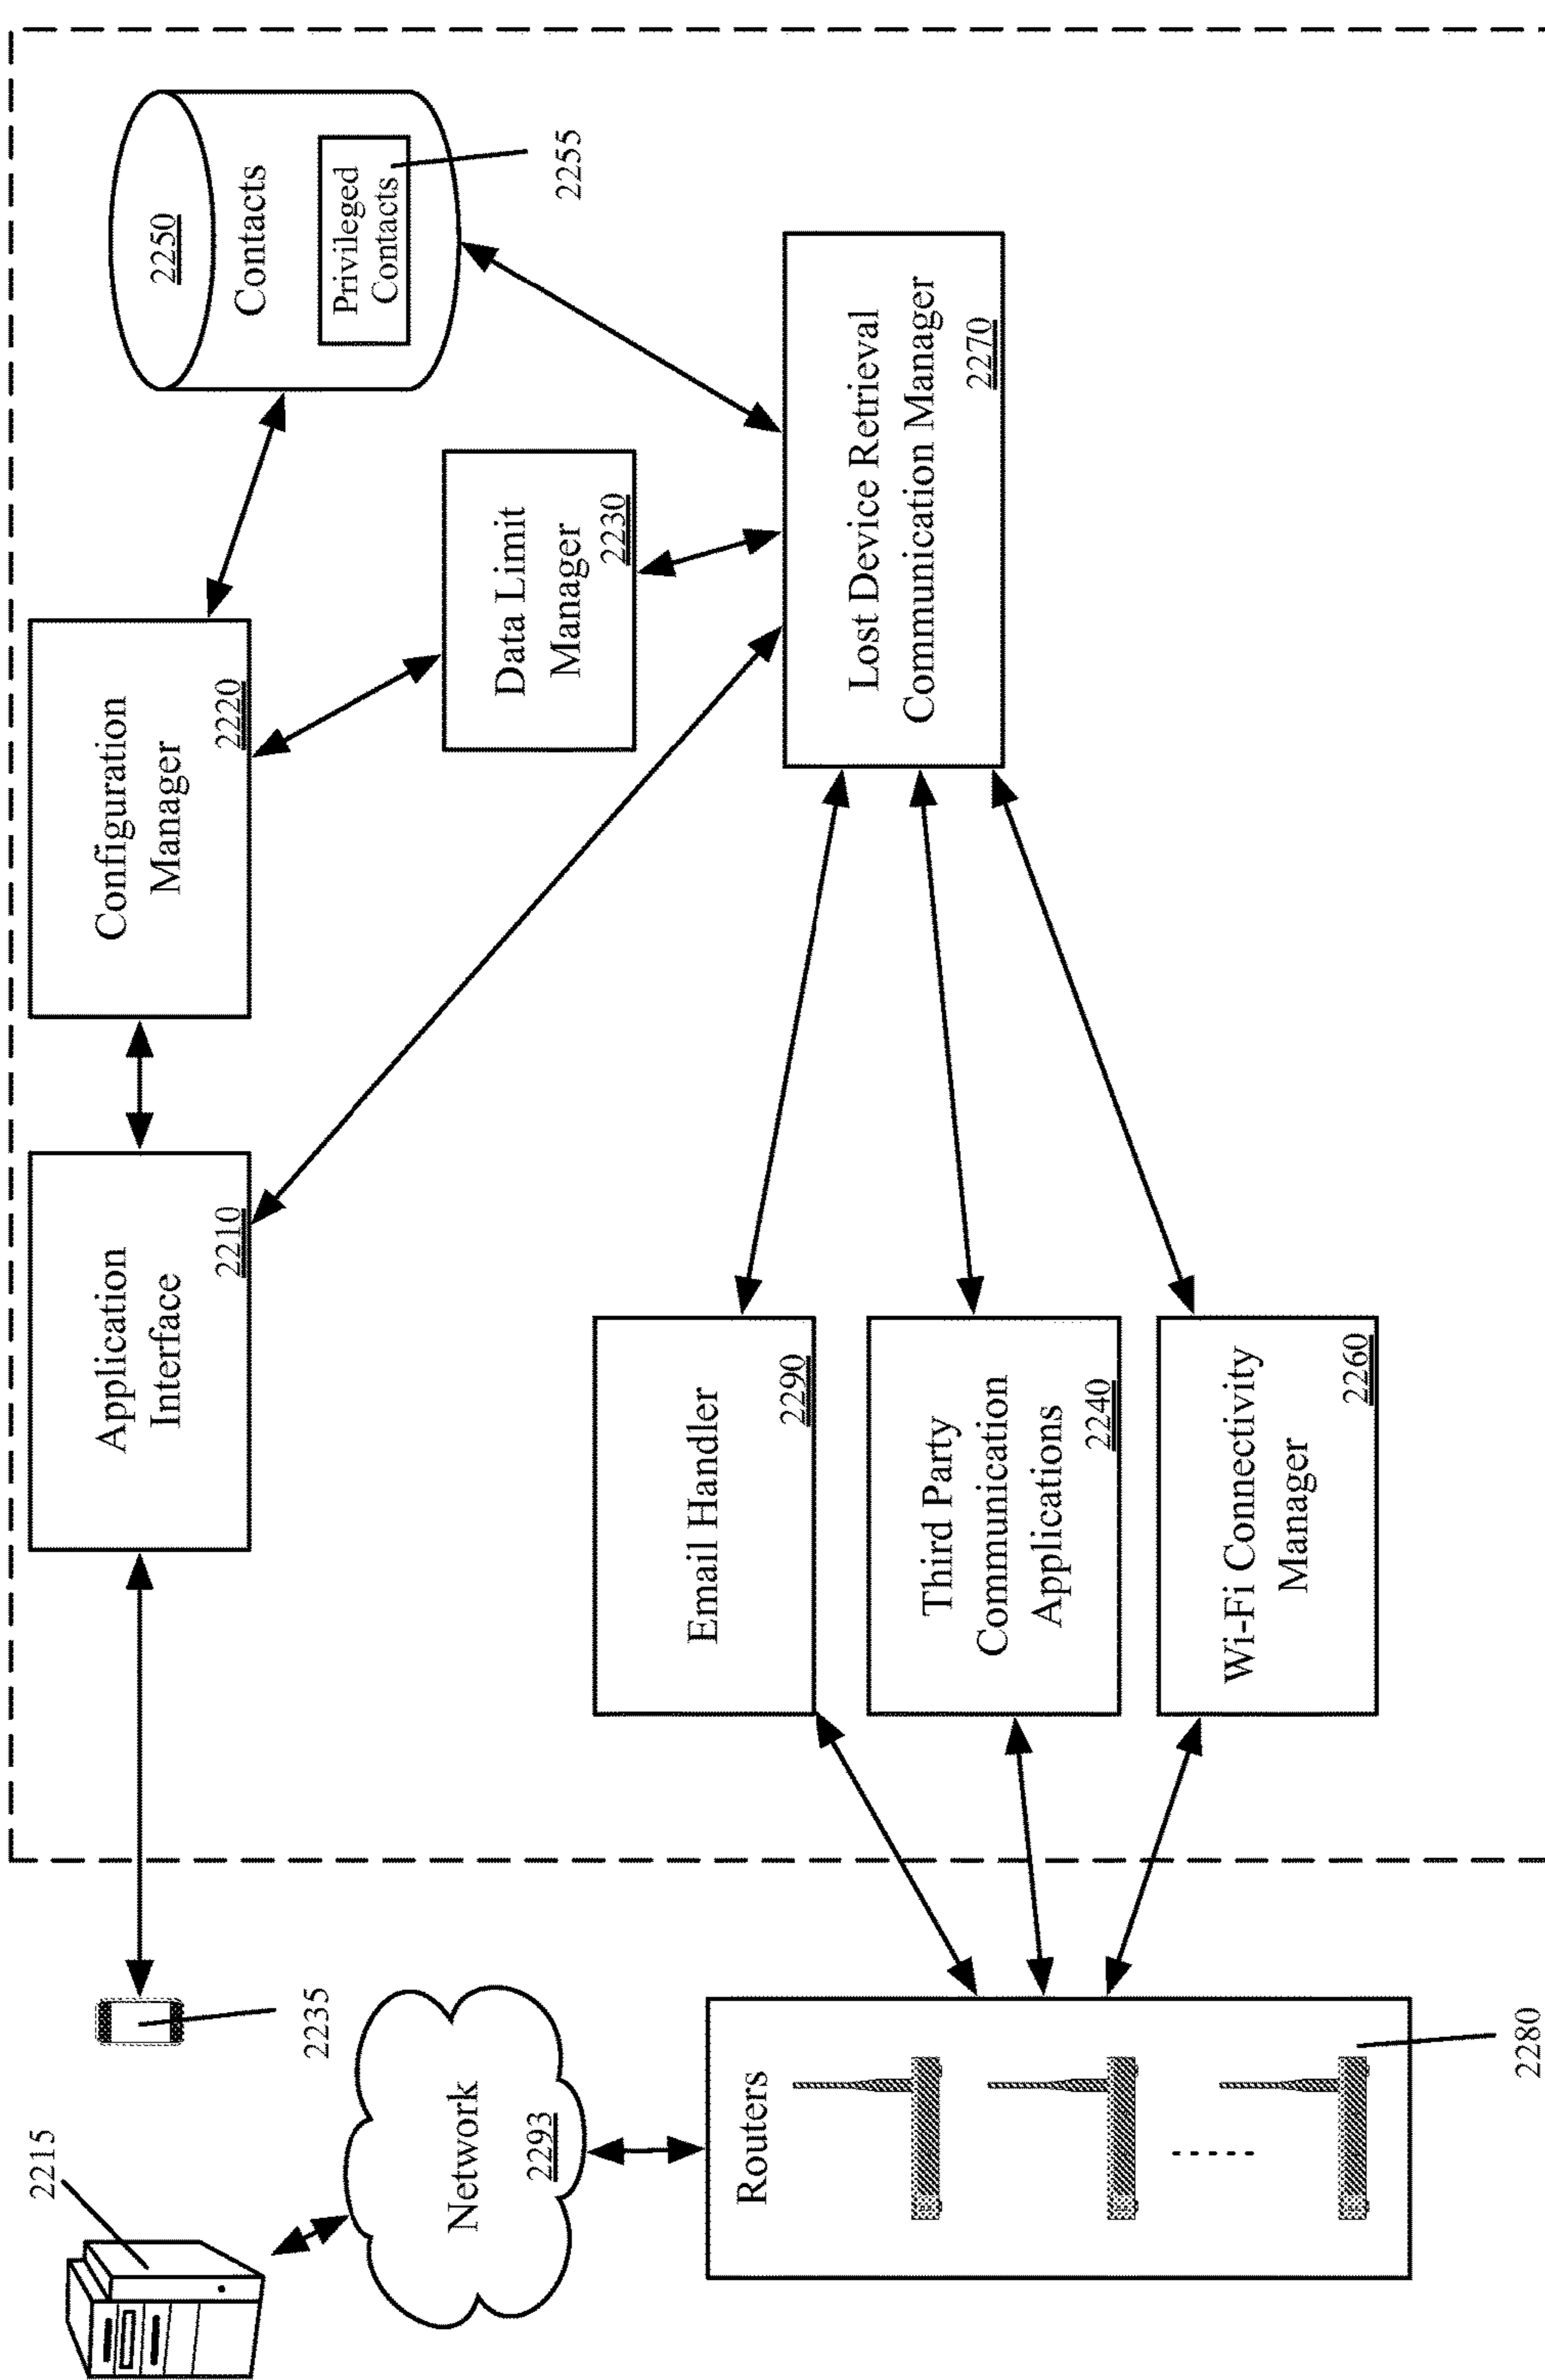 2215
2235
Network
2293
Routers
2280
Application
Interface
2210
Configuration
Manager
2220
2250
Contacts
Privileged
Contacts
2255
Data Limit
Manager
2230
Email Handler
2290
Third Party
Communication
Applications
2240
Wi-Fi Connectivity
Manager
2260
Lost Device Retrieval
Communication Manager
2270